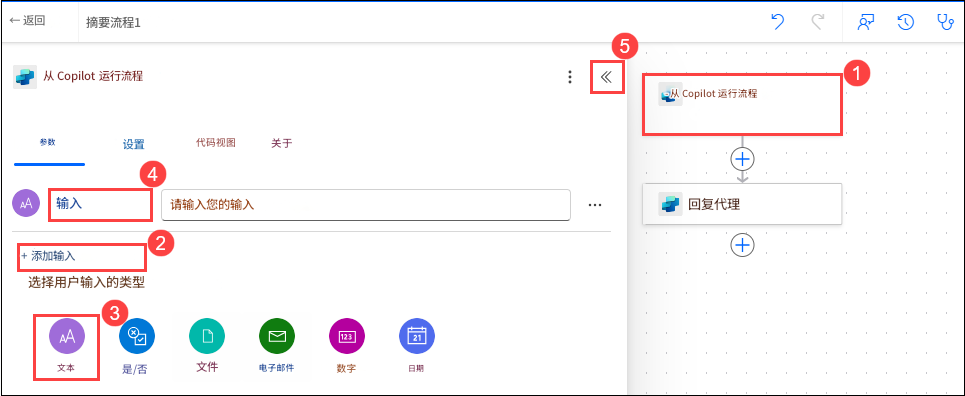 ← 返回
摘要流程1
5
从 Copilot 运行流程
1
从 Copilot 运行流程
参数
设置
代码视图
关于
4
AA
输入
请输入您的输入
...
回复代理
2
+ 添加输入
选择用户输入的类型
3
AA
123
21
文本
是/否
文件
电子邮件
数字
日期